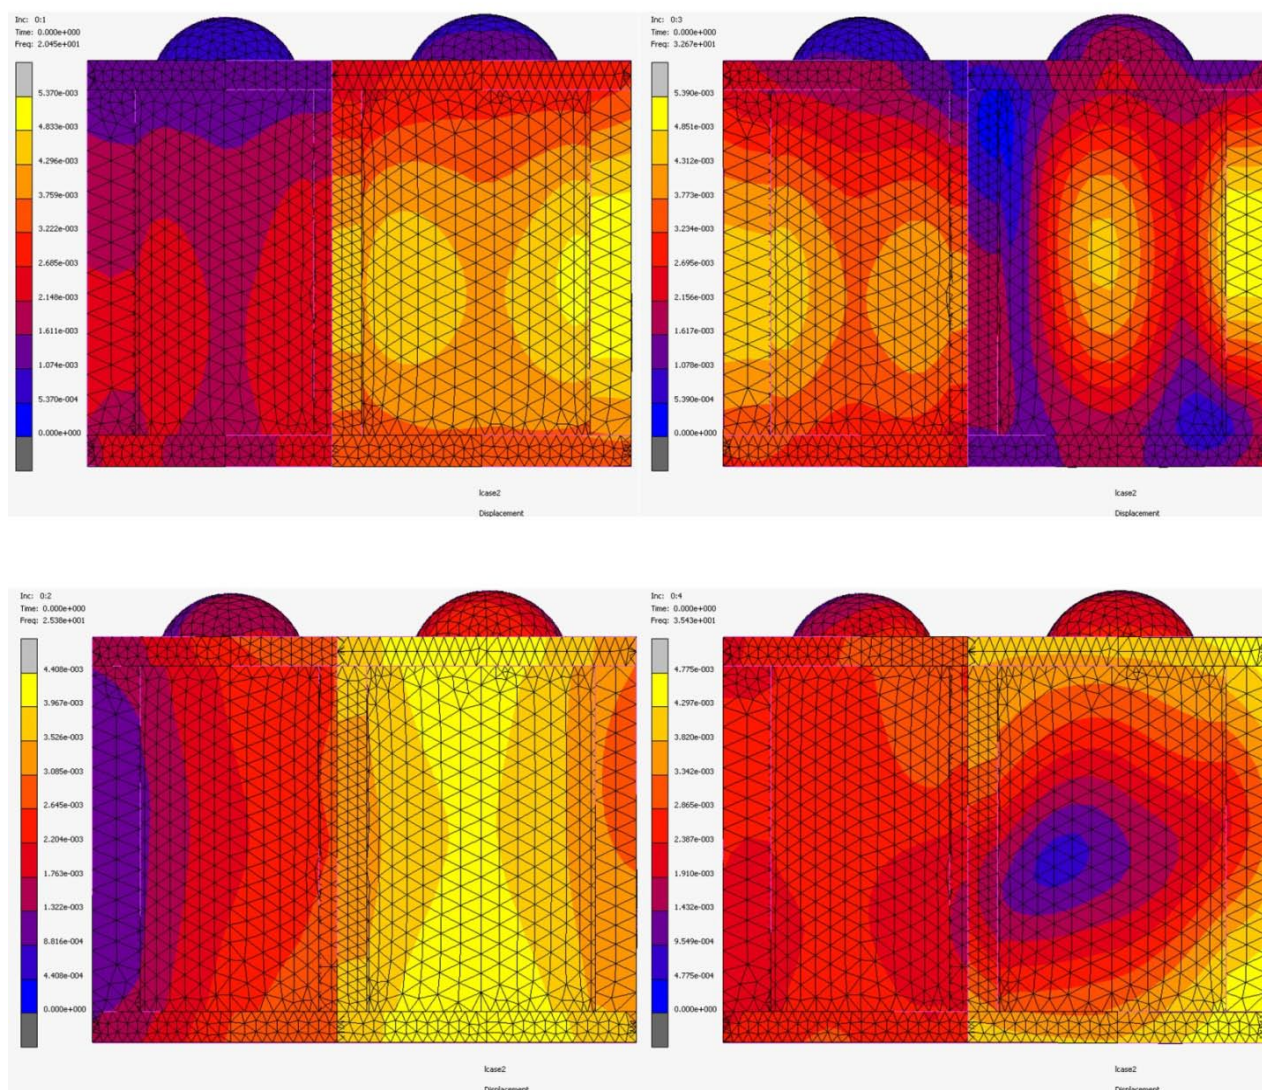 Inc: 0:1
Time: 0.000e+000
Freq: 2.045e+001
5.370e-003
4.833e-003
4.296e-003
3.759e-003
3.222e-003
2.685e-003
2.148e-003
1.611e-003
1.074e-003
5.370e-004
0.000e+000
lcase2
Displacement
Inc: 0:3
Time: 0.000e+000
Freq: 3.267e+001
5.390e-003
4.851e-003
4.312e-003
3.773e-003
3.234e-003
2.695e-003
2.156e-003
1.617e-003
1.078e-003
5.390e-004
0.000e+000
lcase2
Displacement
Inc: 0:2
Time: 0.000e+000
Freq: 2.538e+001
4.408e-003
3.967e-003
3.526e-003
3.085e-003
2.645e-003
2.204e-003
1.763e-003
1.322e-003
8.816e-004
4.408e-004
0.000e+000
lcase2
Displacement
Inc: 0:4
Time: 0.000e+000
Freq: 3.543e+001
4.775e-003
4.297e-003
3.820e-003
3.342e-003
2.865e-003
2.387e-003
1.910e-003
1.432e-003
9.549e-004
4.775e-004
0.000e+000
lcase2
Displacement